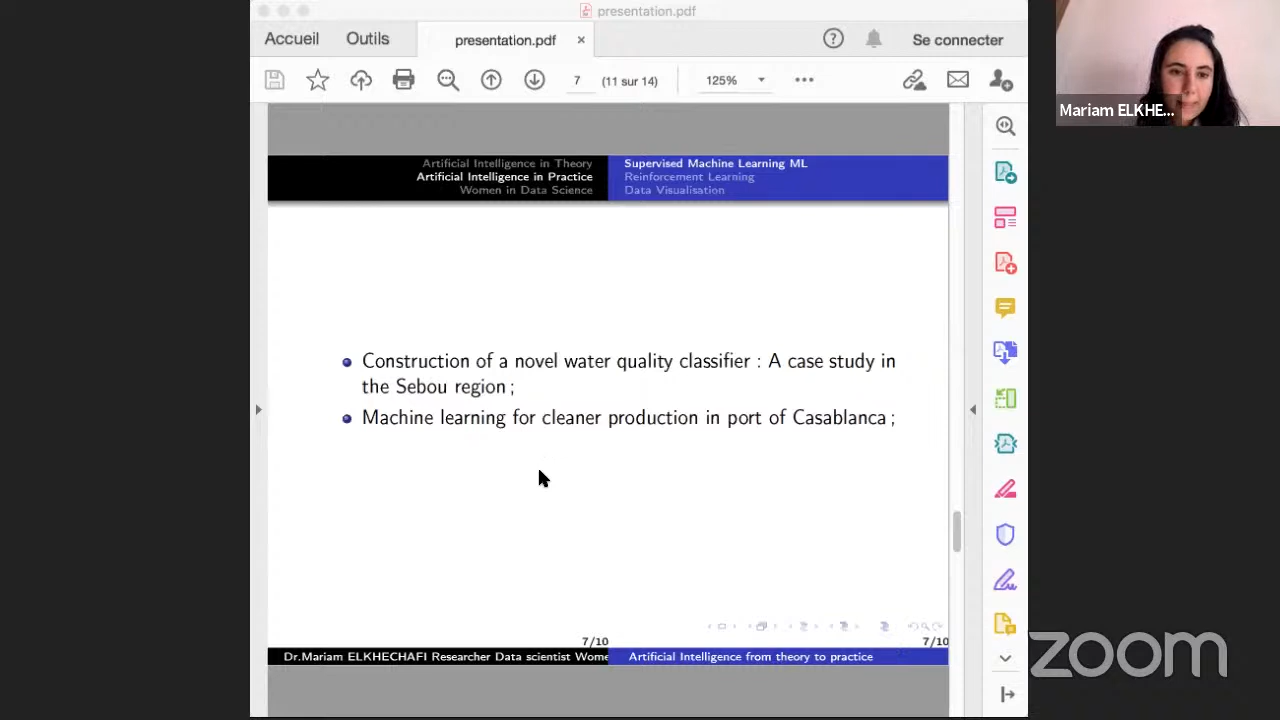 presentation.pdf
Accueil Outils presentation.pdf × Se connecter
7 (11 sur 14) 125%
Mariam ELKHE...
Artificial Intelligence in Theory
Artificial Intelligence in Practice
Women in Data Science
Supervised Machine Learning ML
Reinforcement Learning
Data Visualisation
Construction of a novel water quality classifier : A case study in
the Sebou region ;
Machine learning for cleaner production in port of Casablanca ;
7/10 7/10
Dr.Mariam ELKHECHAFI Researcher Data scientist Wome
Artificial Intelligence from theory to practice
zoom